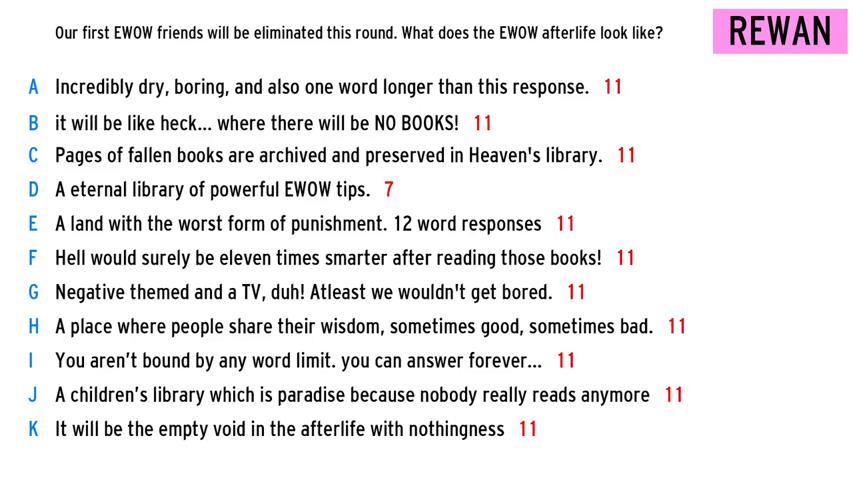 Our first EWOW friends will be eliminated this round. What does the EWOW afterlife look like?
REWAN
A Incredibly dry, boring, and also one word longer than this response. 11
B it will be like heck... where there will be NO BOOKS! 11
C Pages of fallen books are archived and preserved in Heaven's library. 11
D A eternal library of powerful EWOW tips. 7
E A land with the worst form of punishment. 12 word responses 11
F Hell would surely be eleven times smarter after reading those books! 11
G Negative themed and a TV, duh! Atleast we wouldn't get bored. 11
H A place where people share their wisdom, sometimes good, sometimes bad. 11
I You aren’t bound by any word limit. you can answer forever... 11
J A children’s library which is paradise because nobody really reads anymore 11
K It will be the empty void in the afterlife with nothingness 11